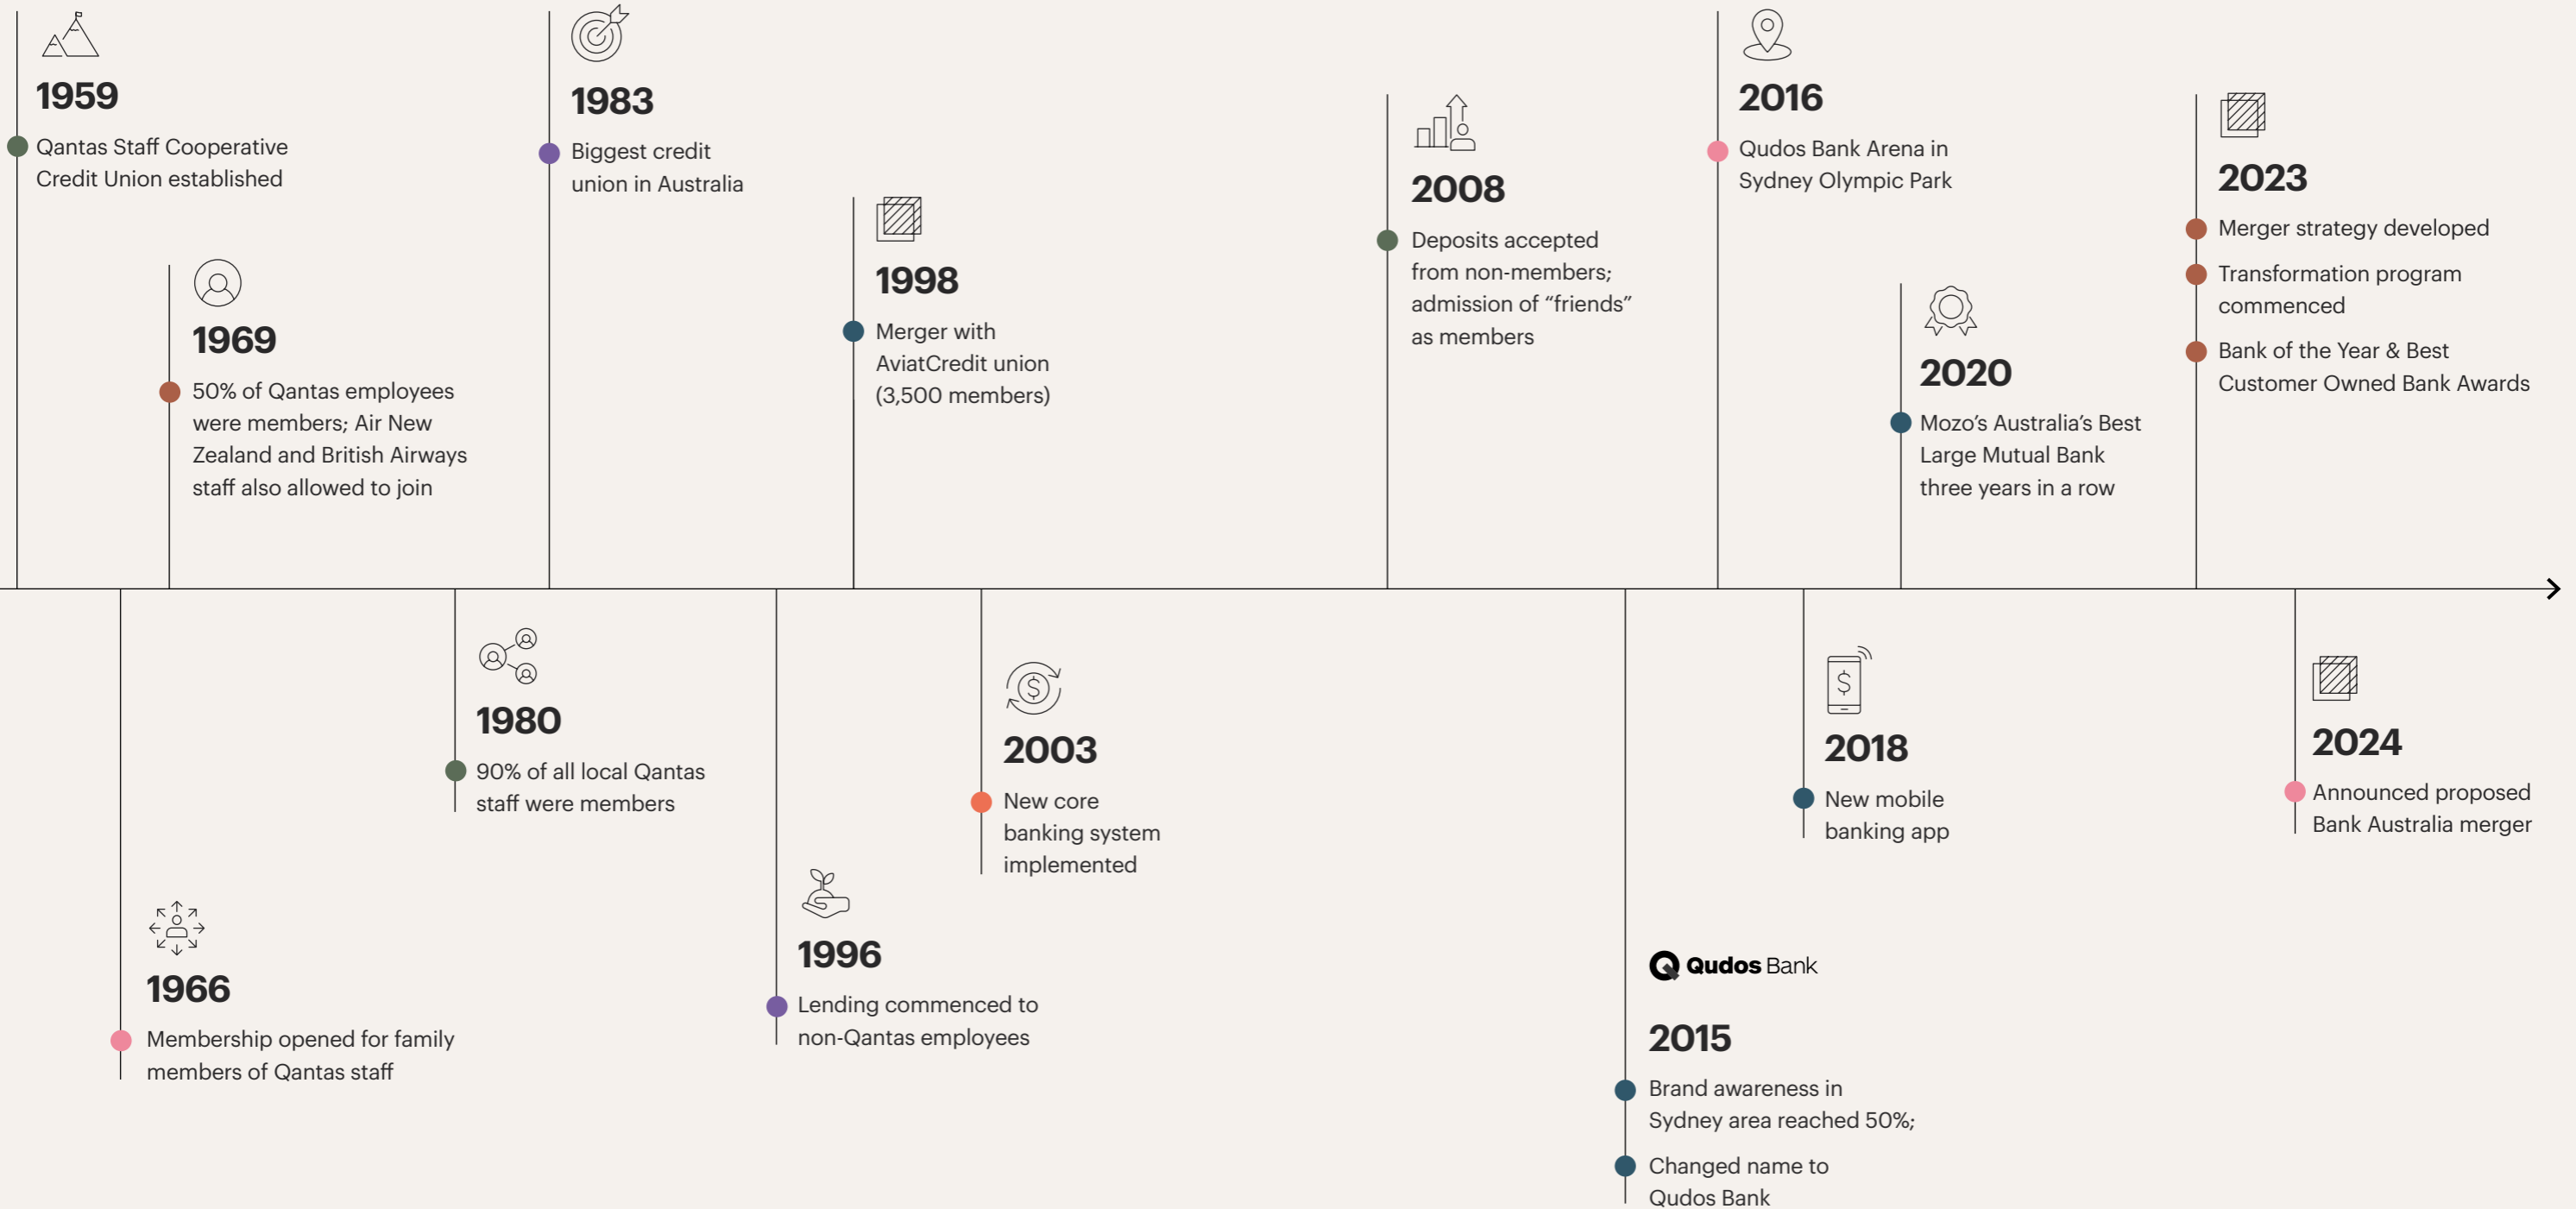 1959
Qantas Staff Cooperative
Credit Union established
1966
Membership opened for family
members of Qantas staff
1969
50% of Qantas employees
were members; Air New
Zealand and British Airways
staff also allowed to join
1980
90% of all local Qantas
staff were members
1983
Biggest credit
union in Australia
1996
Lending commenced to
non-Qantas employees
1998
Merger with
AviatCredit union
(3,500 members)
2003
New core
banking system
implemented
2008
Deposits accepted
from non-members;
admission of “friends”
as members
Qudos Bank
2015
Brand awareness in
Sydney area reached 50%;
Changed name to
Qudos Bank
2016
Qudos Bank Arena in
Sydney Olympic Park
2018
New mobile
banking app
2020
Mozo’s Australia’s Best
Large Mutual Bank
three years in a row
2023
Merger strategy developed
Transformation program
commenced
Bank of the Year & Best
Customer Owned Bank Awards
2024
Announced proposed
Bank Australia merger